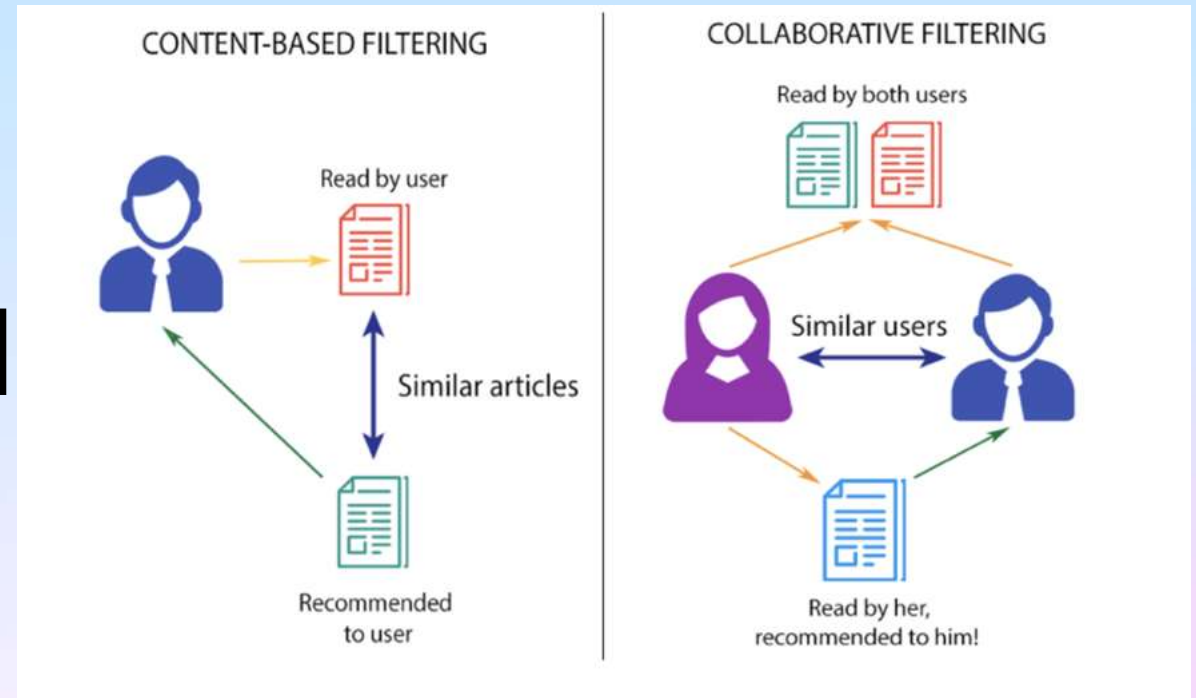 CONTENT-BASED FILTERING
Read by user
Similar articles
Recommended
to user
COLLABORATIVE FILTERING
Read by both users
Similar users
Read by her,
recommended to him!